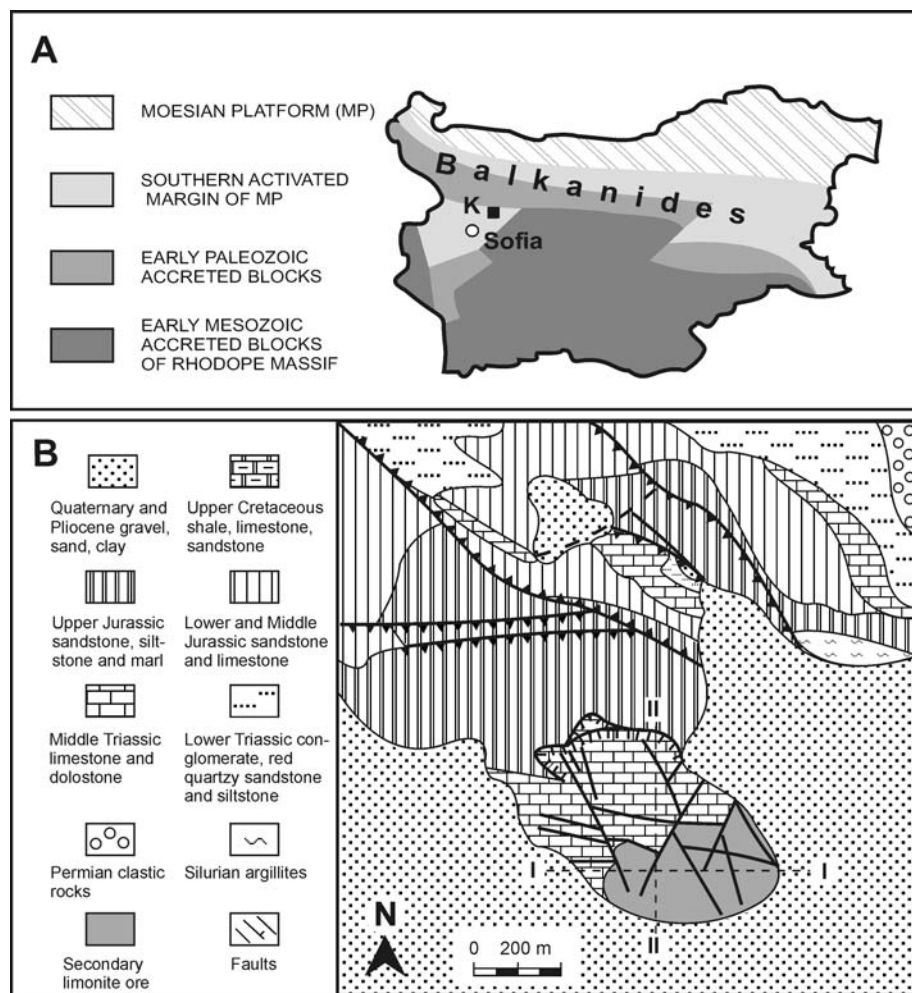 A
MOESIAN PLATFORM (MP)
SOUTHERN ACTIVATED
MARGIN OF MP
EARLY PALEOZOIC
ACCRETED BLOCKS
EARLY MESOZOIC
ACCRETED BLOCKS
OF RHODOPE MASSIF
Balkanides
K
Sofia
B
Quaternary and
Pliocene gravel,
sand, clay
Upper Cretaceous
shale, limestone,
sandstone
Upper Jurassic
sandstone, silt-
stone and marl
Lower and Middle
Jurassic sandstone
and limestone
Middle Triassic
limestone and
dolostone
Lower Triassic con-
glomerate, red
quartzy sandstone
and siltstone
Permian clastic
rocks
Silurian argillites
Secondary
limonite ore
Faults
II
I
I
II
N
0 200 m